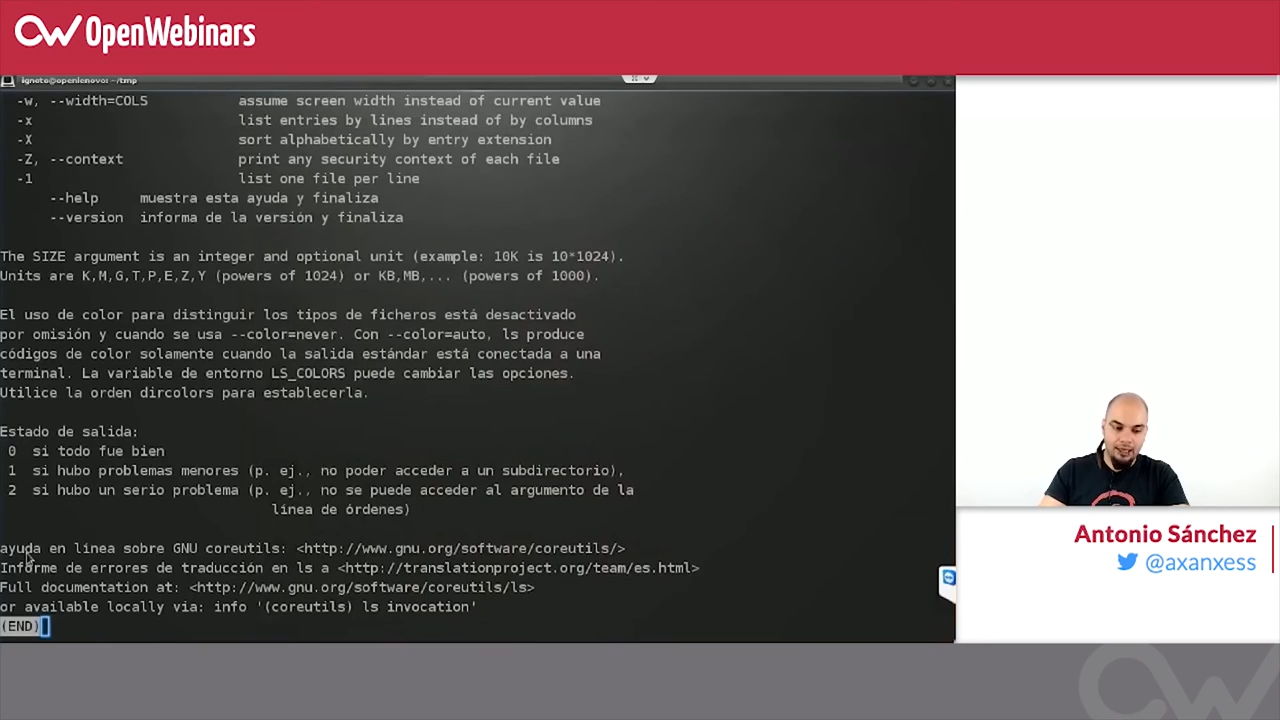 OpenWebinars
igneto@openlenovo: ~/tmp
-w, --width=COLS assume screen width instead of current value
-x list entries by lines instead of by columns
-X sort alphabetically by entry extension
-Z, --context print any security context of each file
-1 list one file per line
--help muestra esta ayuda y finaliza
--version informa de la versión y finaliza
The SIZE argument is an integer and optional unit (example: 10K is 10*1024).
Units are K,M,G,T,P,E,Z,Y (powers of 1024) or KB,MB,... (powers of 1000).
El uso de color para distinguir los tipos de ficheros está desactivado
por omisión y cuando se usa --color=never. Con --color=auto, ls produce
códigos de color solamente cuando la salida estándar está conectada a una
terminal. La variable de entorno LS_COLORS puede cambiar las opciones.
Utilice la orden dircolors para establecerla.
Estado de salida:
0 si todo fue bien
1 si hubo problemas menores (p. ej., no poder acceder a un subdirectorio),
2 si hubo un serio problema (p. ej., no se puede acceder al argumento de la
línea de órdenes)
ayuda en línea sobre GNU coreutils: <http://www.gnu.org/software/coreutils/>
Informe de errores de traducción en ls a <http://translationproject.org/team/es.html>
Full documentation at: <http://www.gnu.org/software/coreutils/ls>
or available locally via: info '(coreutils) ls invocation'
(END)
Antonio Sánchez
@axanxess